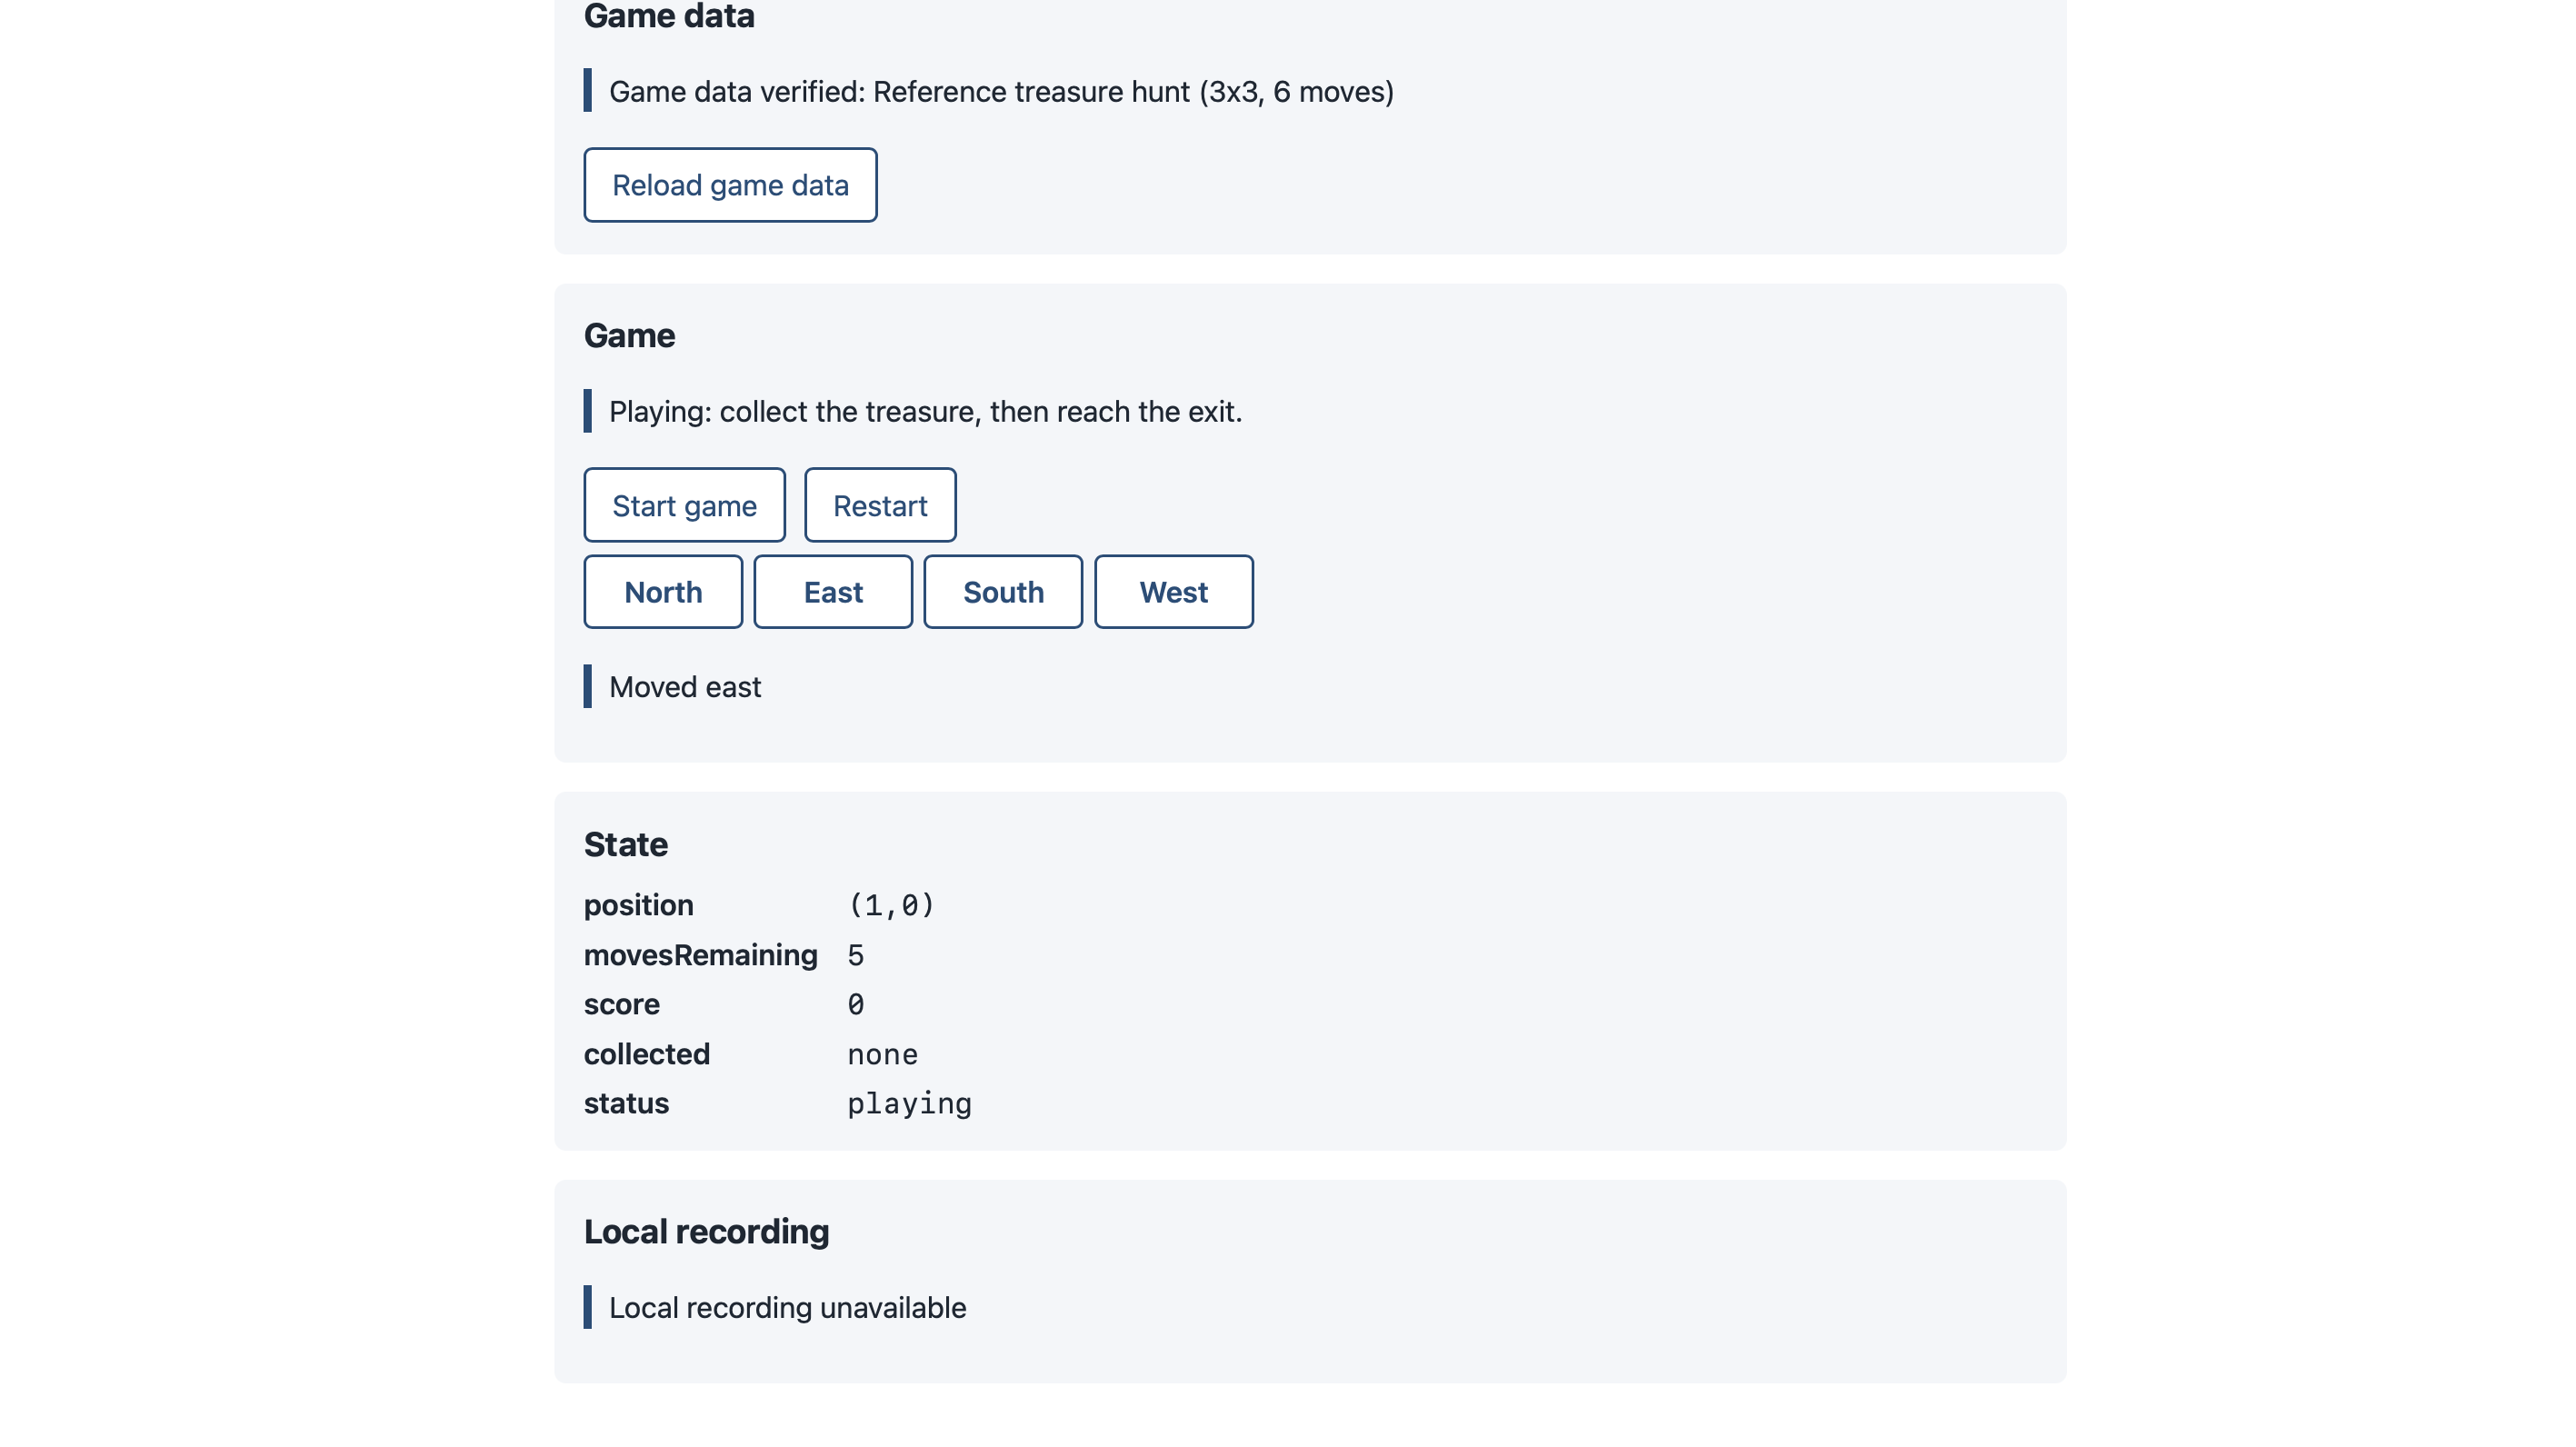 Game data
Game data verified: Reference treasure hunt (3x3, 6 moves)
Reload game data
Game
Playing: collect the treasure, then reach the exit.
Start game Restart
North East South West
Moved east
State
position (1,0)
movesRemaining 5
score 0
collected none
status playing
Local recording
Local recording unavailable